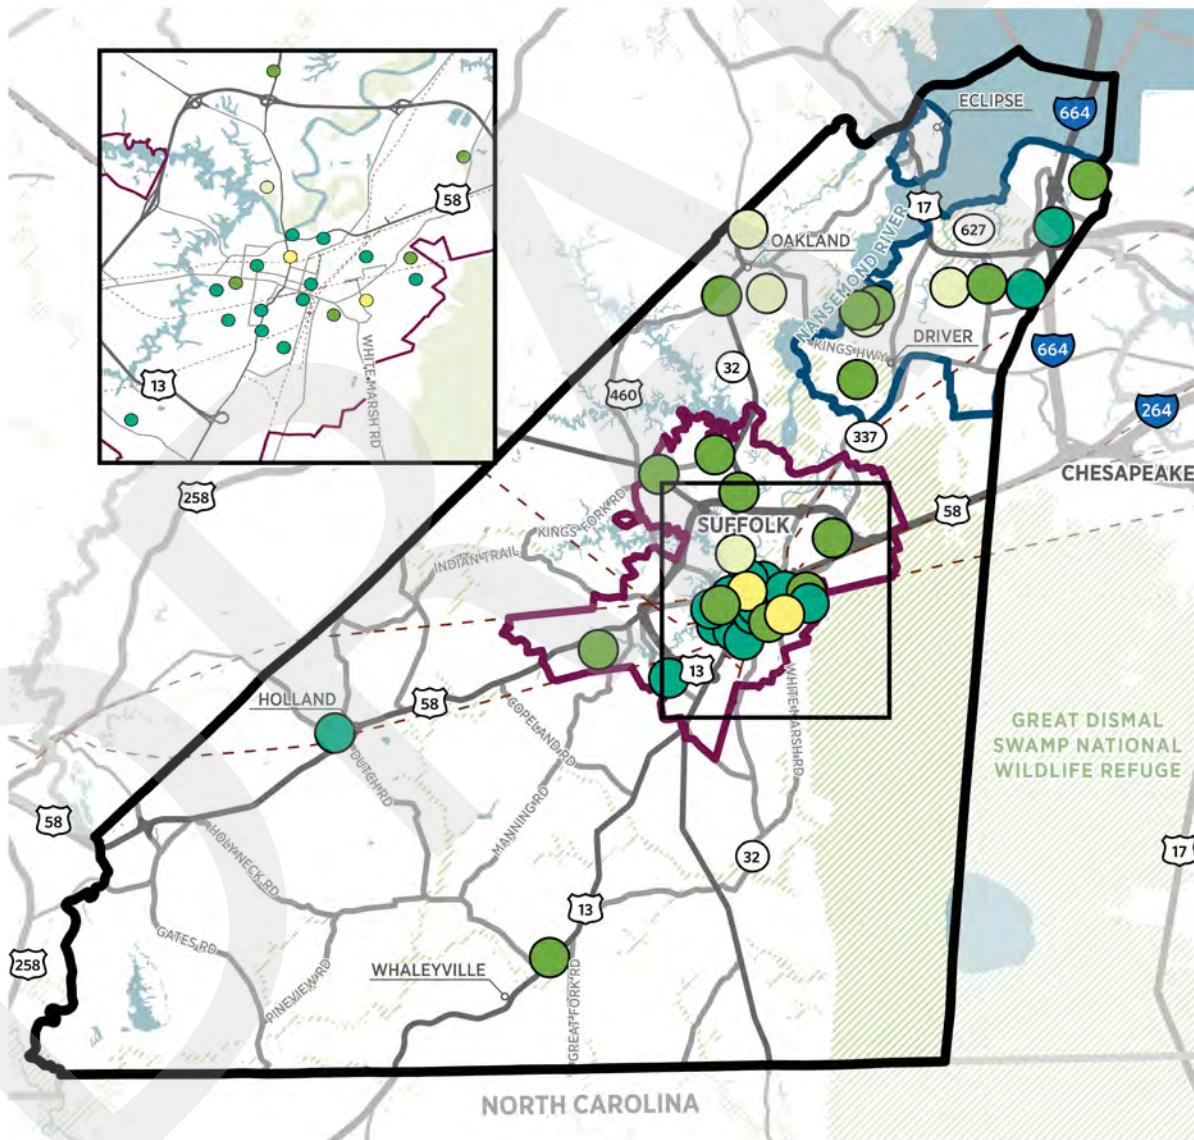 ECLIPSE
664
17
627
OAKLAND
NANSEMOND RIVER
58
DRIVER
KINGS HWY
664
32
460
264
WHITE MARSH RD
13
337
CHESAPEAKE
258
58
KINGS FORK RD
SUFFOLK
INDIAN TRAIL
13
HOLLAND
58
WHITE MARSH RD
COPELAND RD
GREAT DISMAL
SWAMP NATIONAL
WILDLIFE REFUGE
DUTCH RD
58
MANNING RD
17
HOLY NECK RD
32
13
GATES RD
258
WHALEYVILLE
PINEVIEW RD
GREAT FORK RD
NORTH CAROLINA